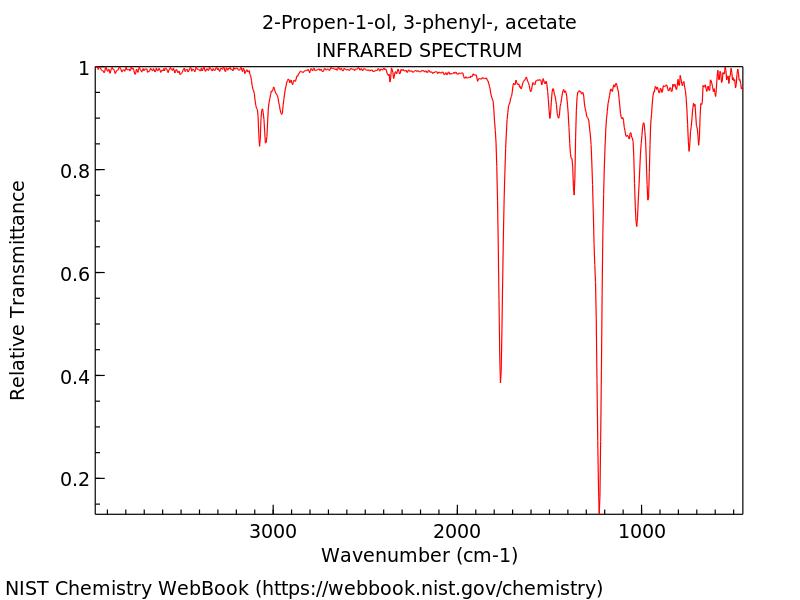 2-Propen-1-ol, 3-phenyl-, acetate
INFRARED SPECTRUM
1
0.8
0.6
0.4
0.2
Relative Transmittance
3000 2000 1000
Wavenumber (cm-1)
NIST Chemistry WebBook (https://webbook.nist.gov/chemistry)